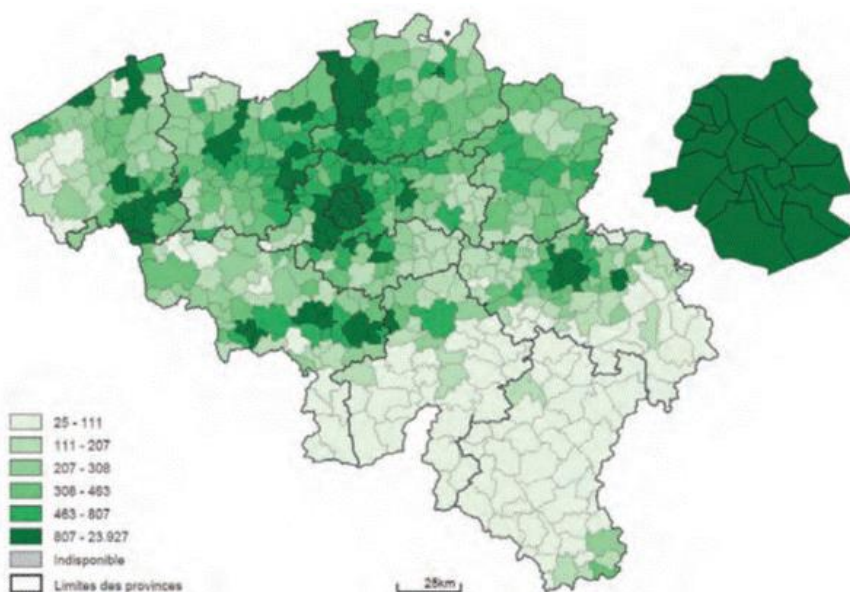 25 - 111
111 - 207
207 - 308
308 - 463
463 - 807
807 - 23.927
Indisponible
Limites des provinces
25km